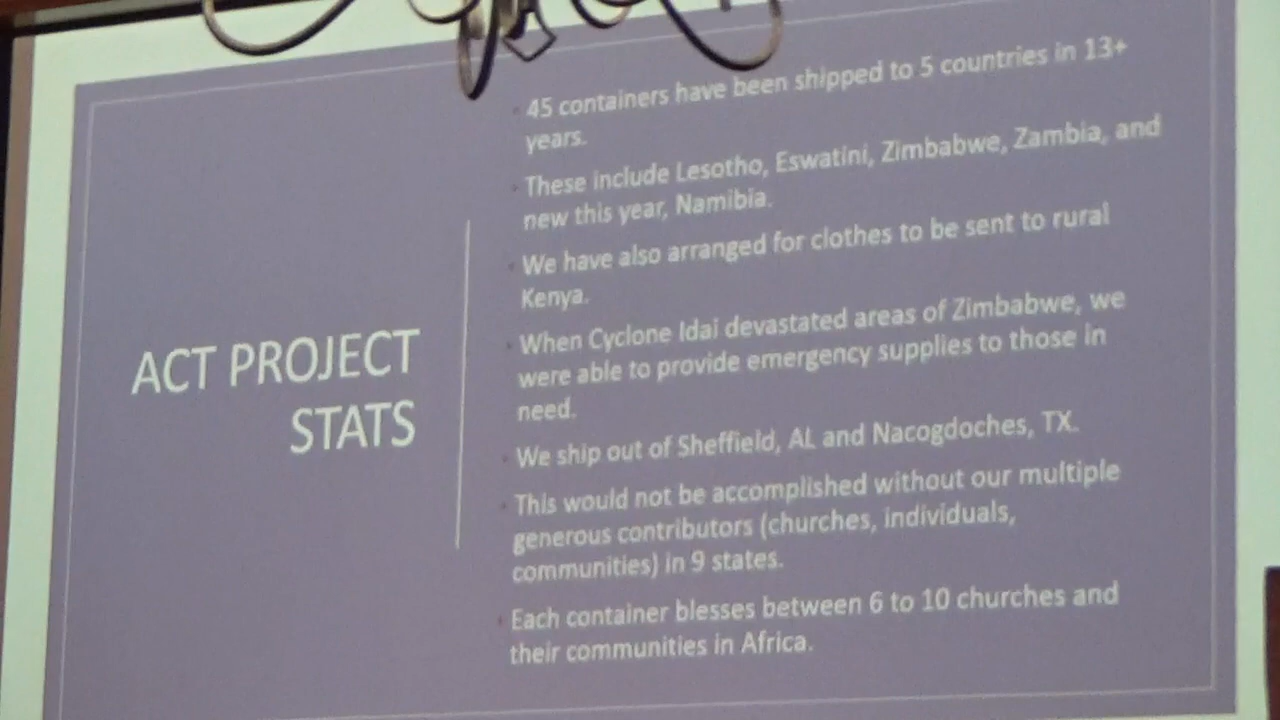 ACT PROJECT
STATS
45 containers have been shipped to 5 countries in 13+
years.
These include Lesotho, Eswatini, Zimbabwe, Zambia, and
new this year, Namibia.
We have also arranged for clothes to be sent to rural
Kenya.
When Cyclone Idai devastated areas of Zimbabwe, we
were able to provide emergency supplies to those in
need.
We ship out of Sheffield, AL and Nacogdoches, TX.
This would not be accomplished without our multiple
generous contributors (churches, individuals,
communities) in 9 states.
Each container blesses between 6 to 10 churches and
their communities in Africa.